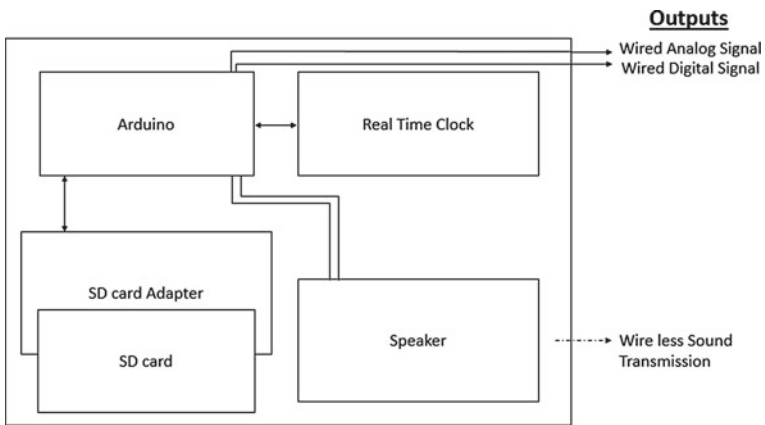 Outputs
Wired Analog Signal
Wired Digital Signal
Arduino
Real Time Clock
SD card Adapter
SD card
Speaker
Wire less Sound
Transmission